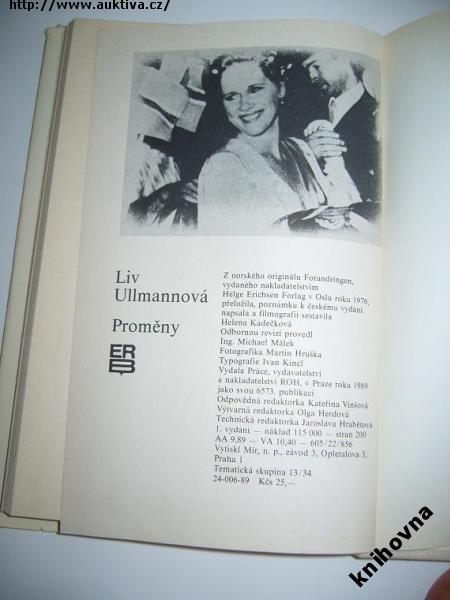 http://www.auktiva.cz/
Liv
Ullmannová
Proměny
ER
B
Z norského originálu Forandringen,
vydaného nakladatelstvím
Helge Erichsen Forlag v Oslu roku 1976,
přeložila, poznámku k českému vydání
napsala a filmografii sestavila
Helena Kadečková
Odbornou revizi provedl
Ing. Michael Málek
Fotografika Martin Hruška
Typografie Ivan Kincl
Vydala Práce, vydavatelství
a nakladatelství ROH, v Praze roku 1989
jako svou 6573. publikaci
Odpovědná redaktorka Kateřina Vinšová
Výtvarná redaktorka Olga Herdová
Technická redaktorka Jaroslava Hrabětová
1. vydání — náklad 115 000 — stran 200
AA 9,89 — VA 10,40 — 605/22/856
Vytiskl Mír, n. p., závod 3, Opletalova 3,
Praha 1
Tematická skupina 13/34
24-006-89 Kčs 25,—
knihovna